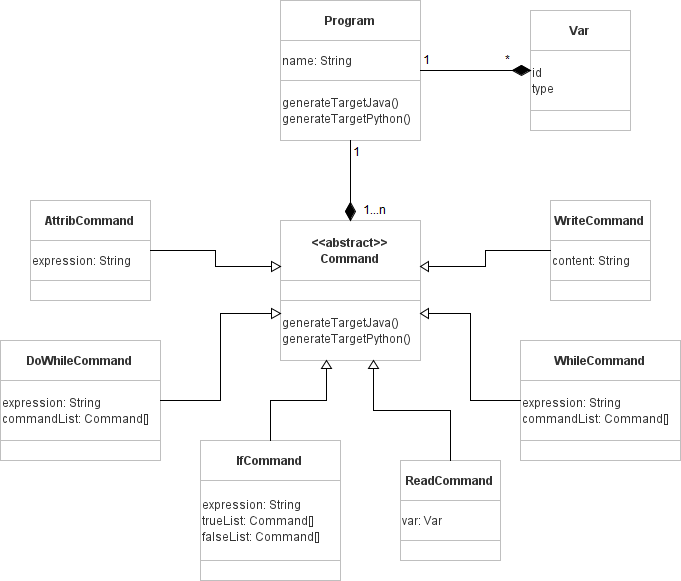 Program
name: String
generateTargetJava()
generateTargetPython()
1
*
Var
id
type
1
1...n
AttribCommand
expression: String
<<abstract>>
Command
generateTargetJava()
generateTargetPython()
WriteCommand
content: String
DoWhileCommand
expression: String
commandList: Command[]
WhileCommand
expression: String
commandList: Command[]
IfCommand
expression: String
trueList: Command[]
falseList: Command[]
ReadCommand
var: Var